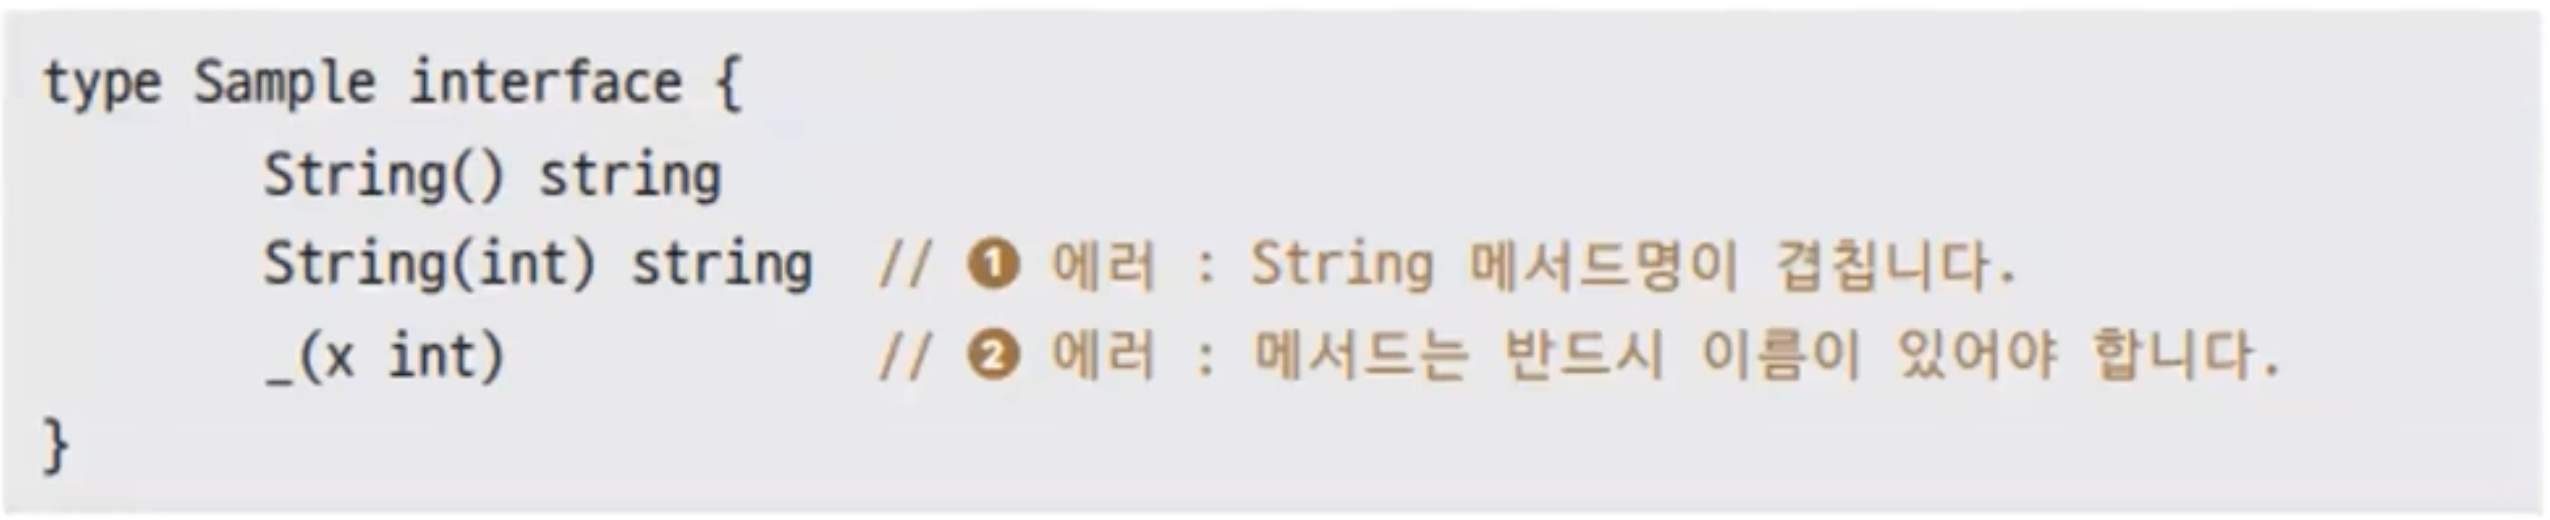 type Sample interface {
String() string
String(int) string // ❶ 에러 : String 메서드명이 겹칩니다.
_(x int) // ❷ 에러 : 메서드는 반드시 이름이 있어야 합니다.
}